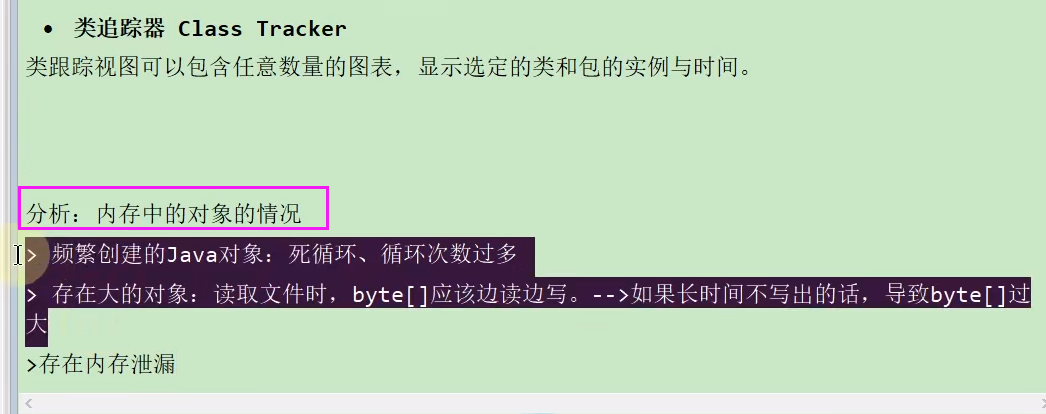 • 类追踪器 Class Tracker
类跟踪视图可以包含任意数量的图表，显示选定的类和包的实例与时间。
分析：内存中的对象的情况
> 频繁创建的Java对象：死循环、循环次数过多
> 存在大的对象：读取文件时，byte[]应该边读边写。-->如果长时间不写出的话，导致byte[]过
大
>存在内存泄漏